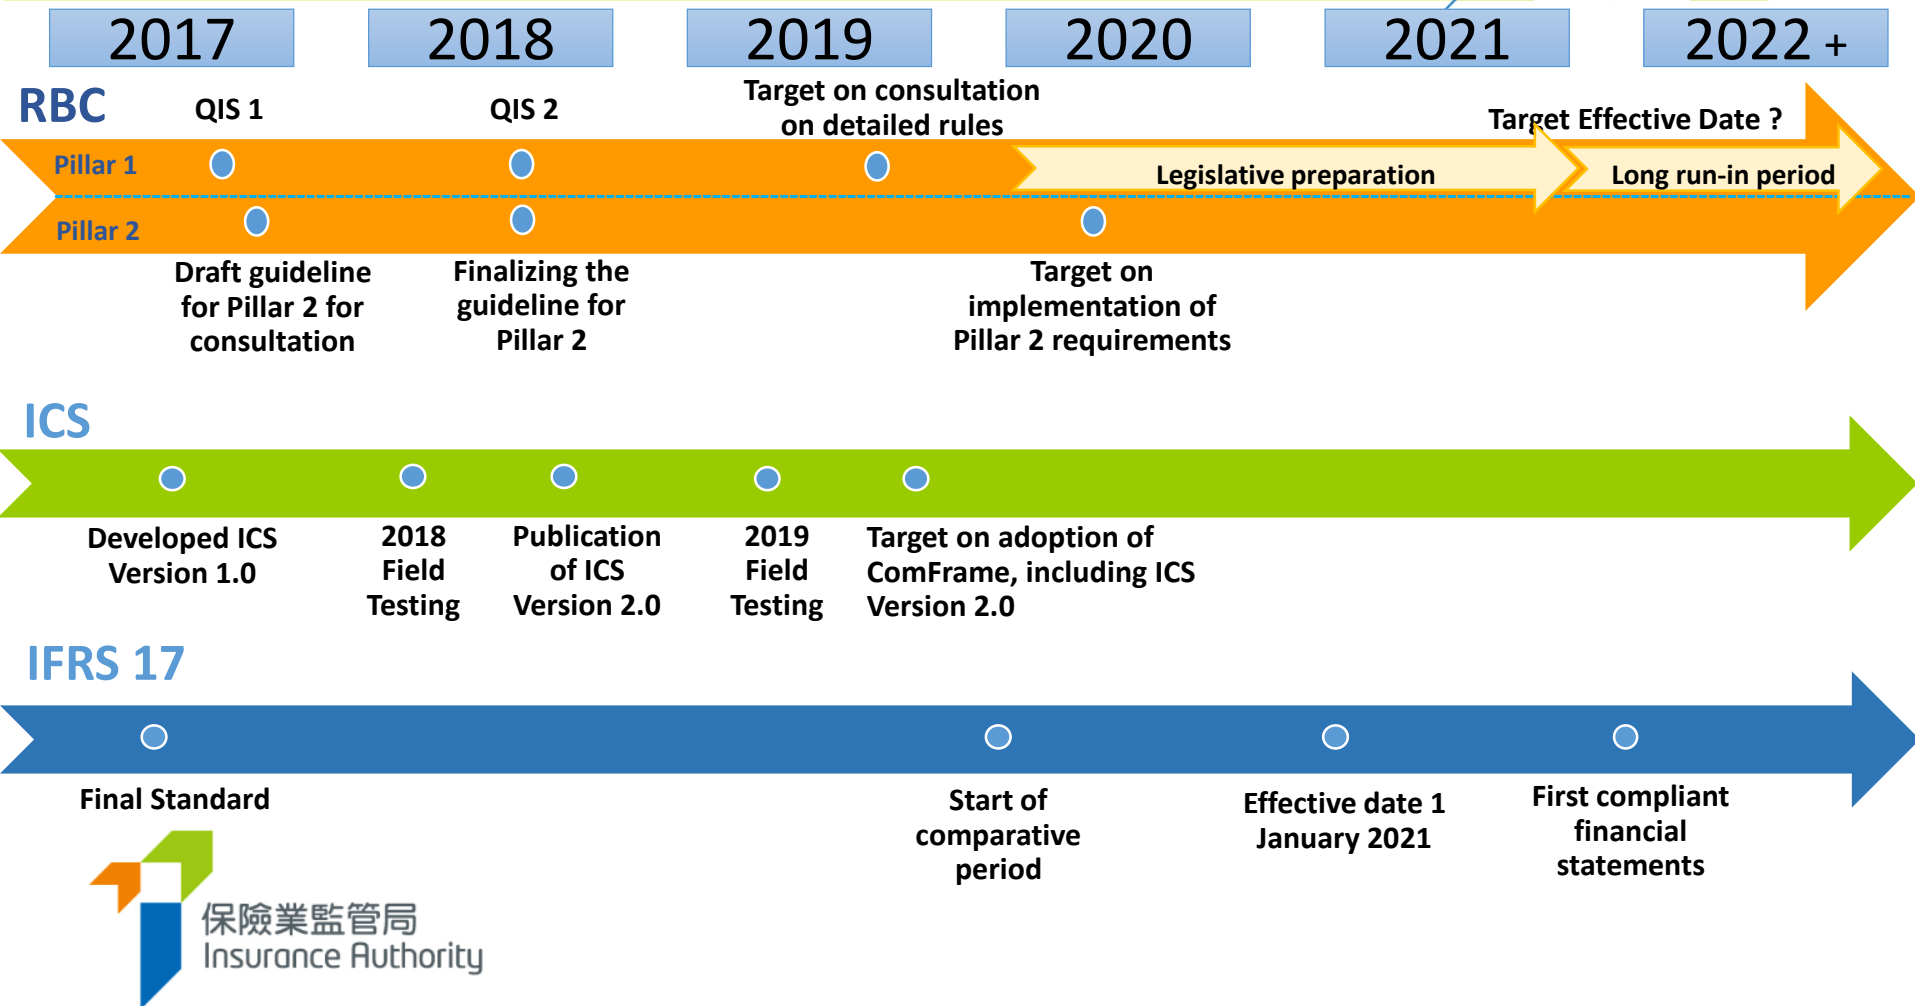 2017
2018
2019
2020
2021
2022 +
RBC
QIS 1
QIS 2
Target on consultation
on detailed rules
Target Effective Date ?
Pillar 1
Legislative preparation
Long run-in period
Pillar 2
Draft guideline
for Pillar 2 for
consultation
Finalizing the
guideline for
Pillar 2
Target on
implementation of
Pillar 2 requirements
ICS
Developed ICS
Version 1.0
2018
Field
Testing
Publication
of ICS
Version 2.0
2019
Field
Testing
Target on adoption of
ComFrame, including ICS
Version 2.0
IFRS 17
Final Standard
Start of
comparative
period
Effective date 1
January 2021
First compliant
financial
statements
保險業監管局
Insurance Authority